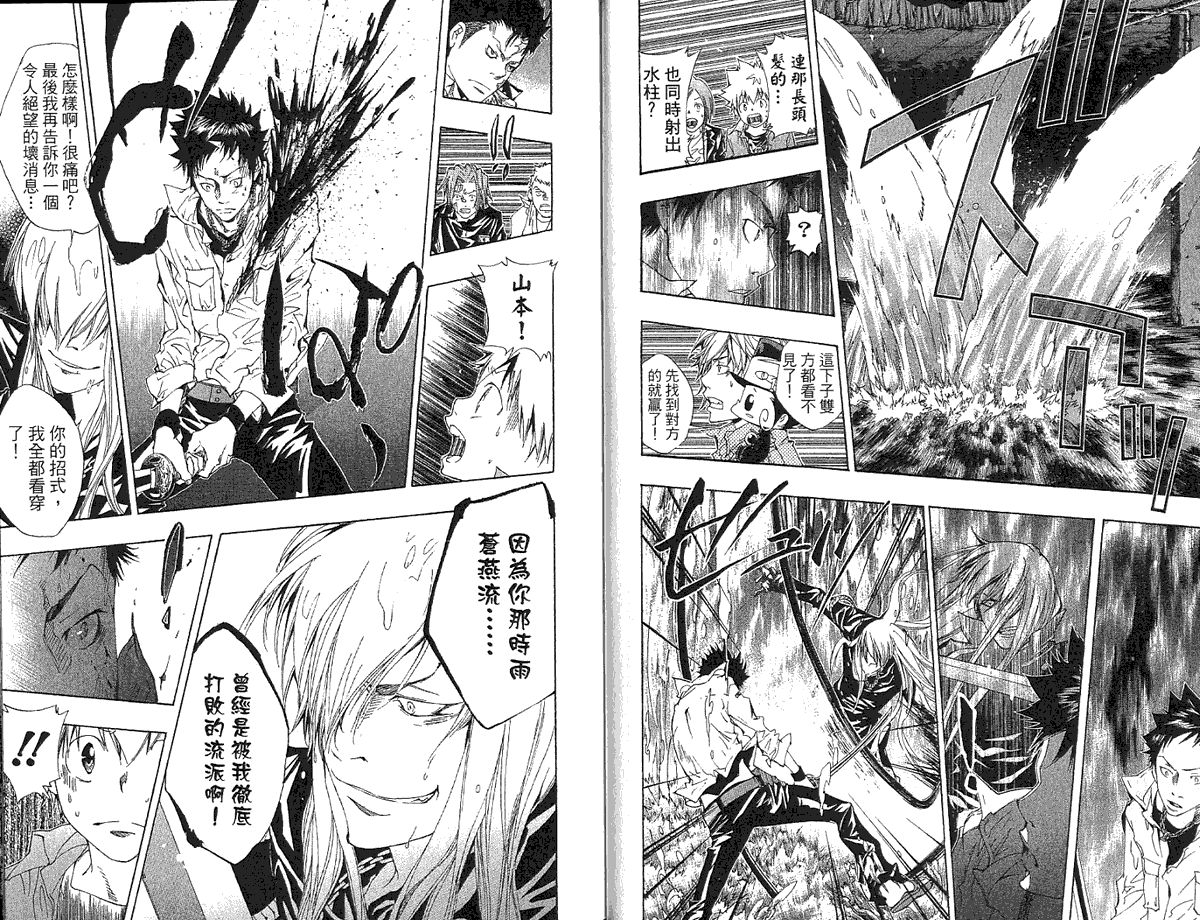 連那長頭
髮的…
也同時射出
水柱？
？
這下子雙
方都看不
見了！
先找到對方
的就贏了！
山本！
怎麼樣啊！很痛吧？
最後我再告訴你一個
令人絕望的壞消息…
你的招式，
我全都看穿
了！
因為你那時雨
蒼燕流……
曾經是被我徹底
打敗的流派啊！
!!